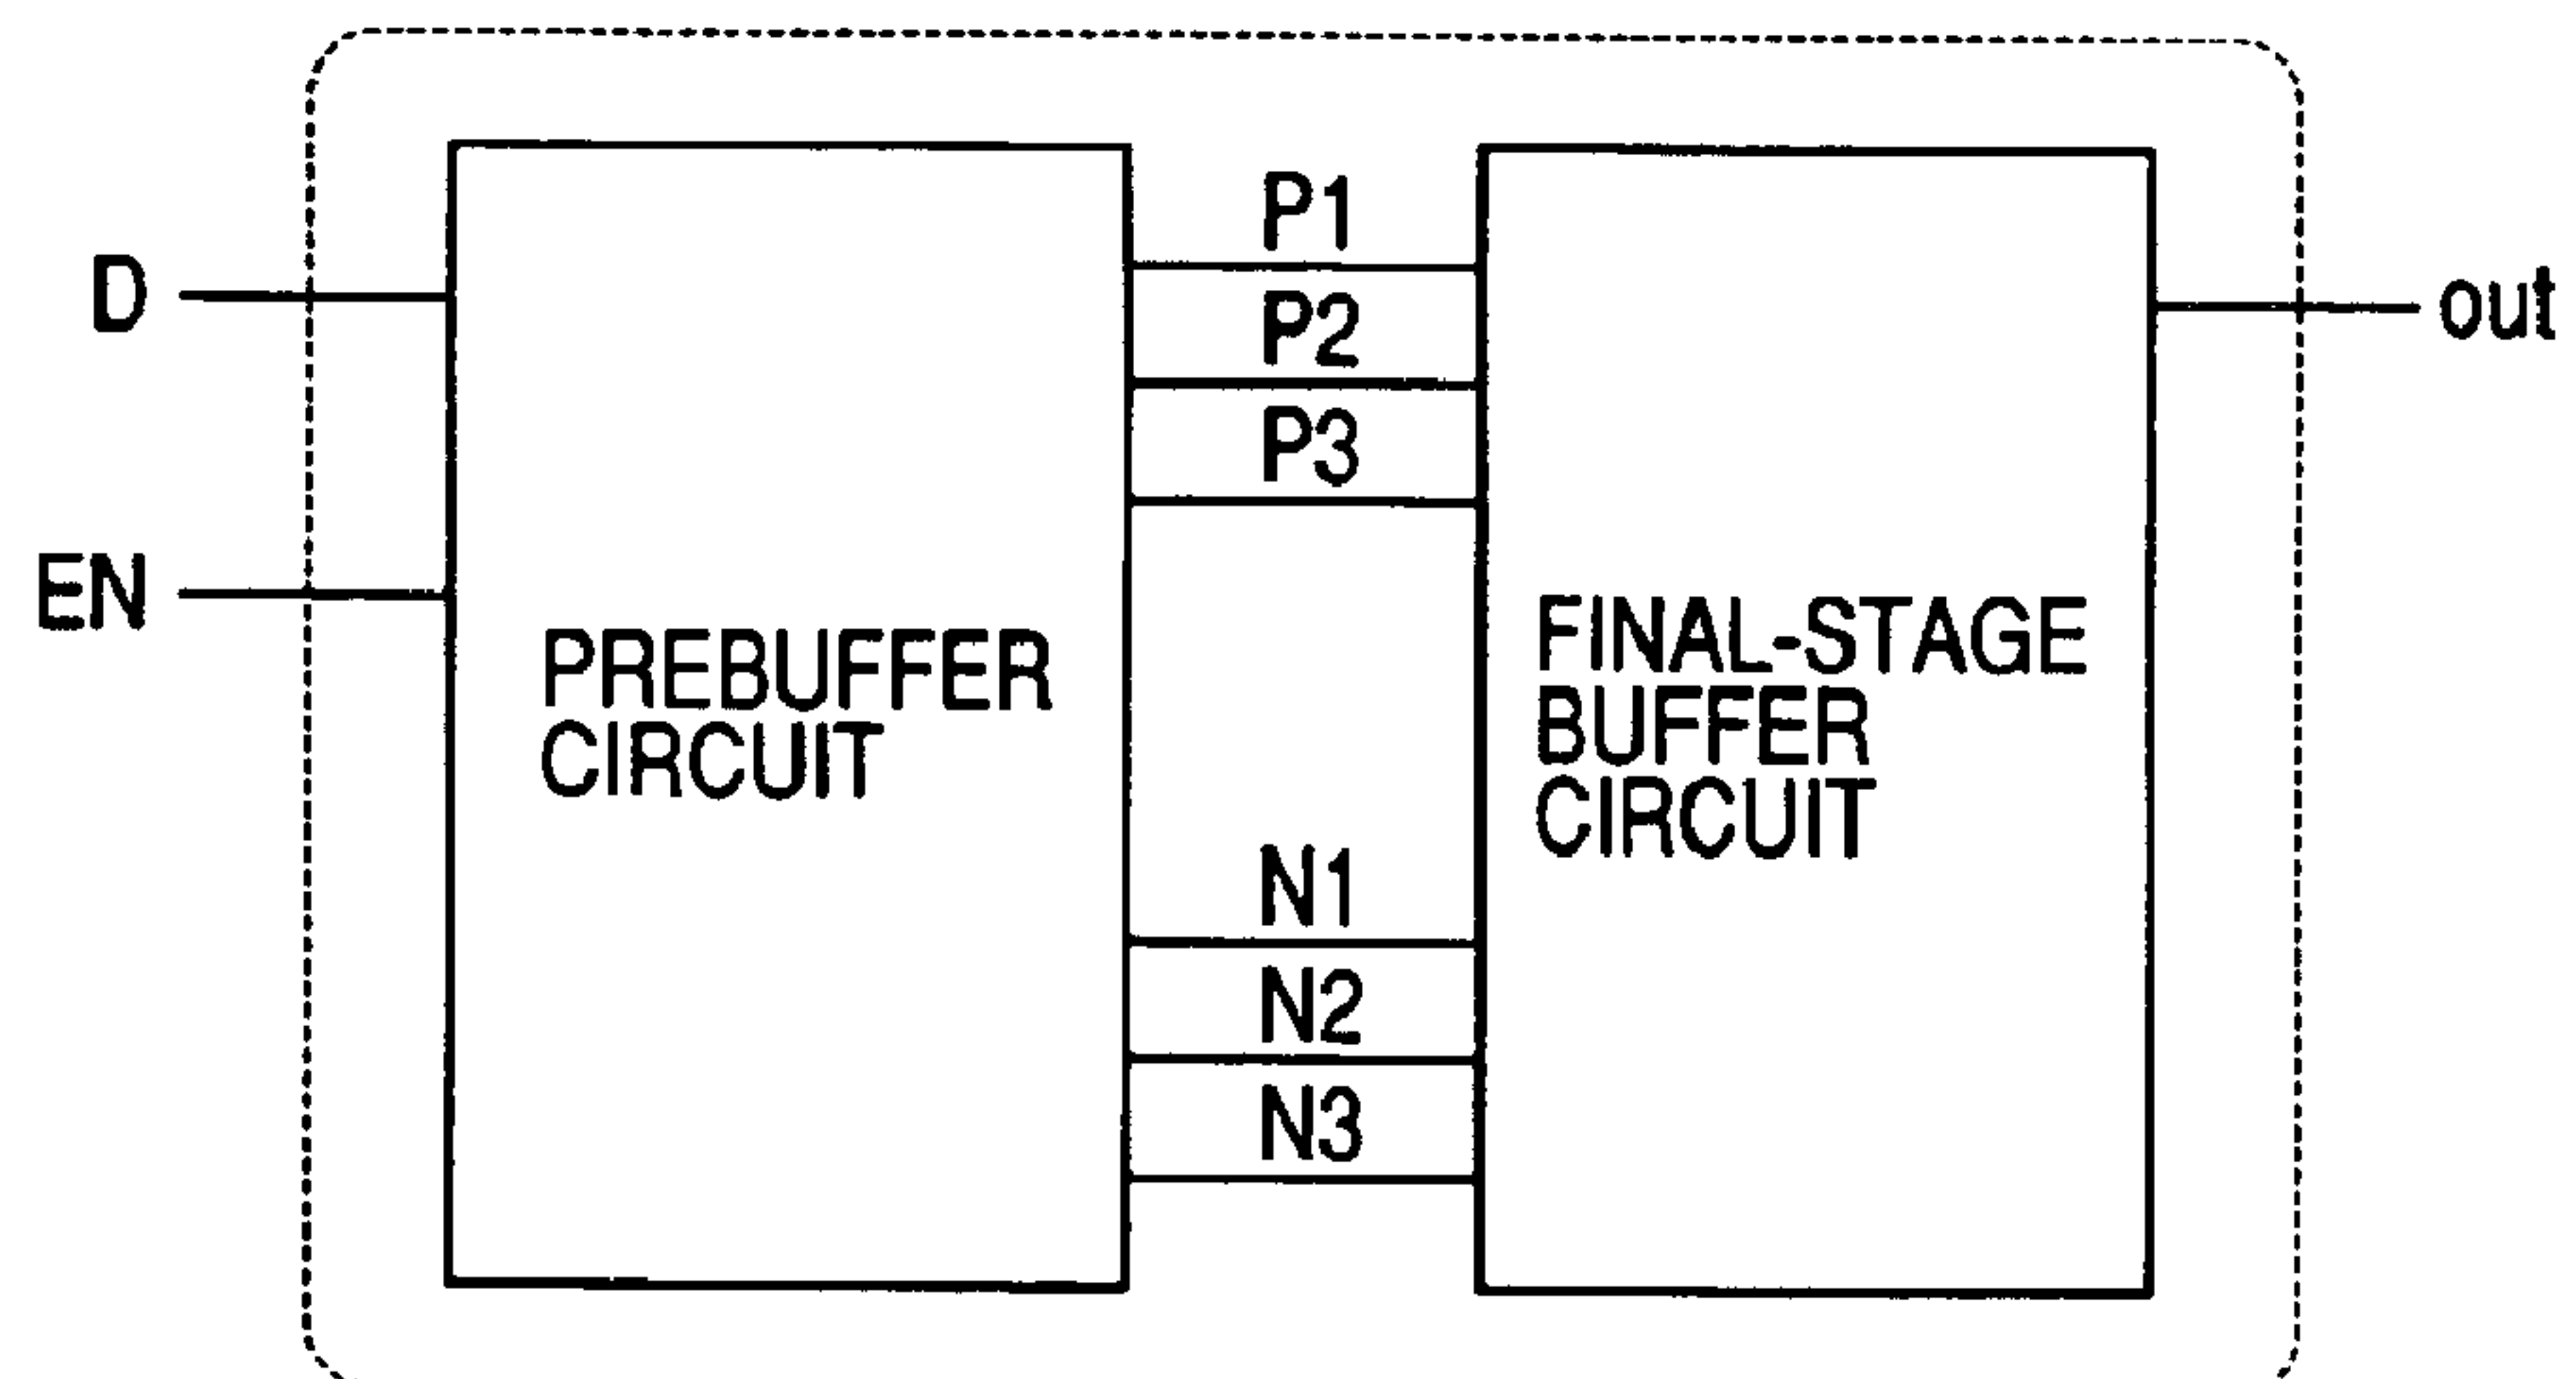 D
EN
PREBUFFER
CIRCUIT
P1
P2
P3
N1
N2
N3
FINAL-STAGE
BUFFER
CIRCUIT
out